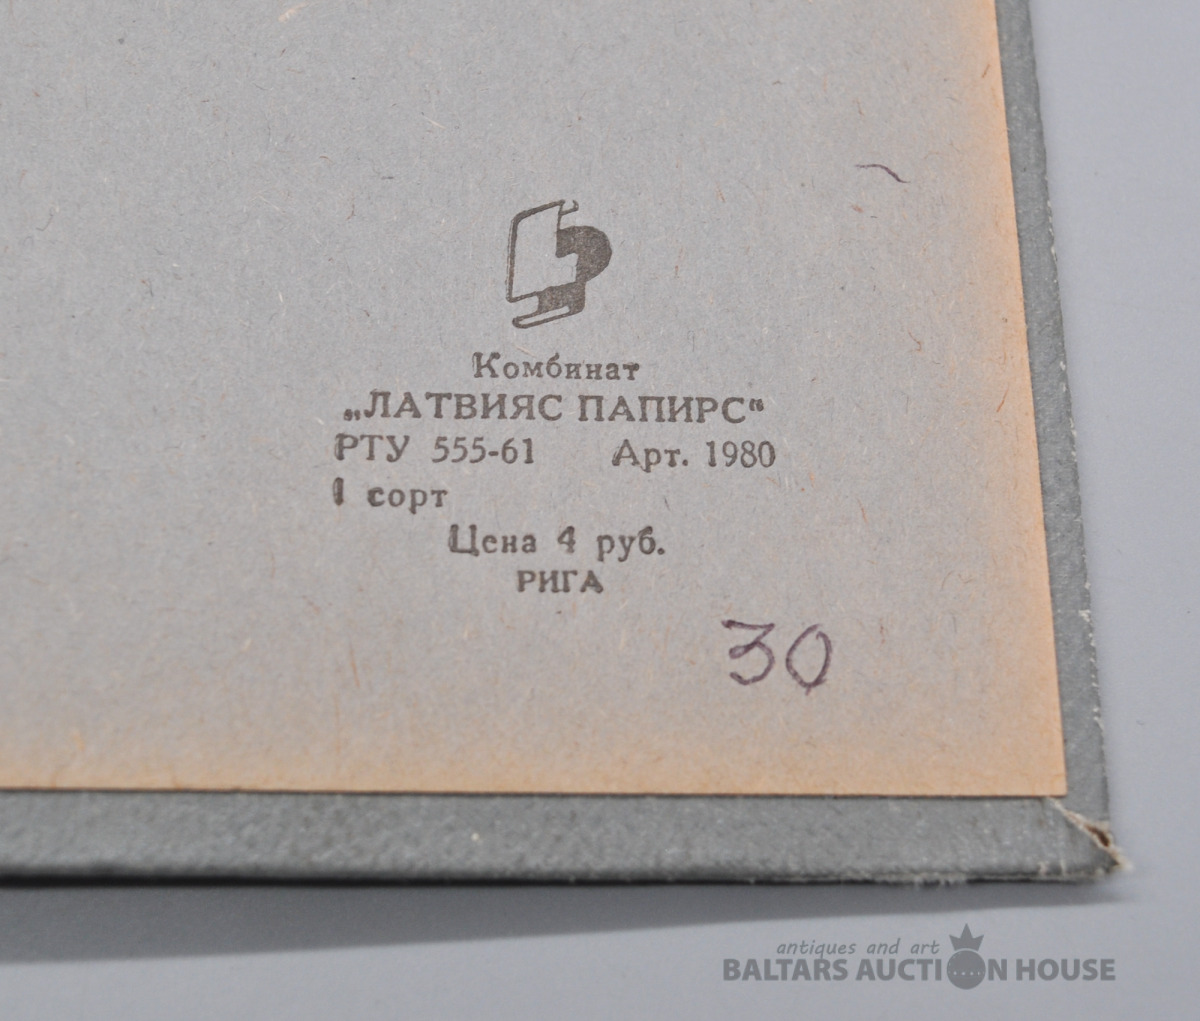 Комбинат
„ЛАТВИЯС ПАПИРС“
РТУ 555-61 Арт. 1980
1 сорт
Цена 4 руб.
РИГА
30
antiques and art
BALTARS AUCTION HOUSE